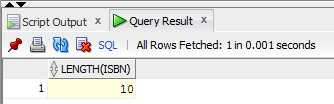 Script Output Query Result
SQL All Rows Fetched: 1 in 0.001 seconds
LENGTH(ISBN)
1 10